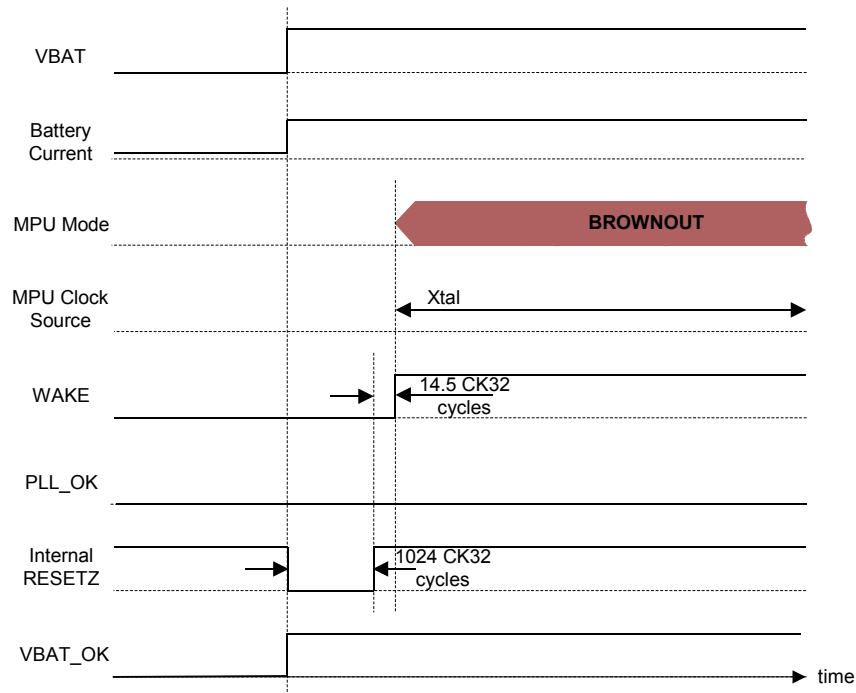 VBAT
Battery
Current
MPU Mode
BROWNOUT
MPU Clock
Source
Xtal
WAKE
14.5 CK32
cycles
PLL_OK
Internal
RESETZ
1024 CK32
cycles
VBAT_OK
time